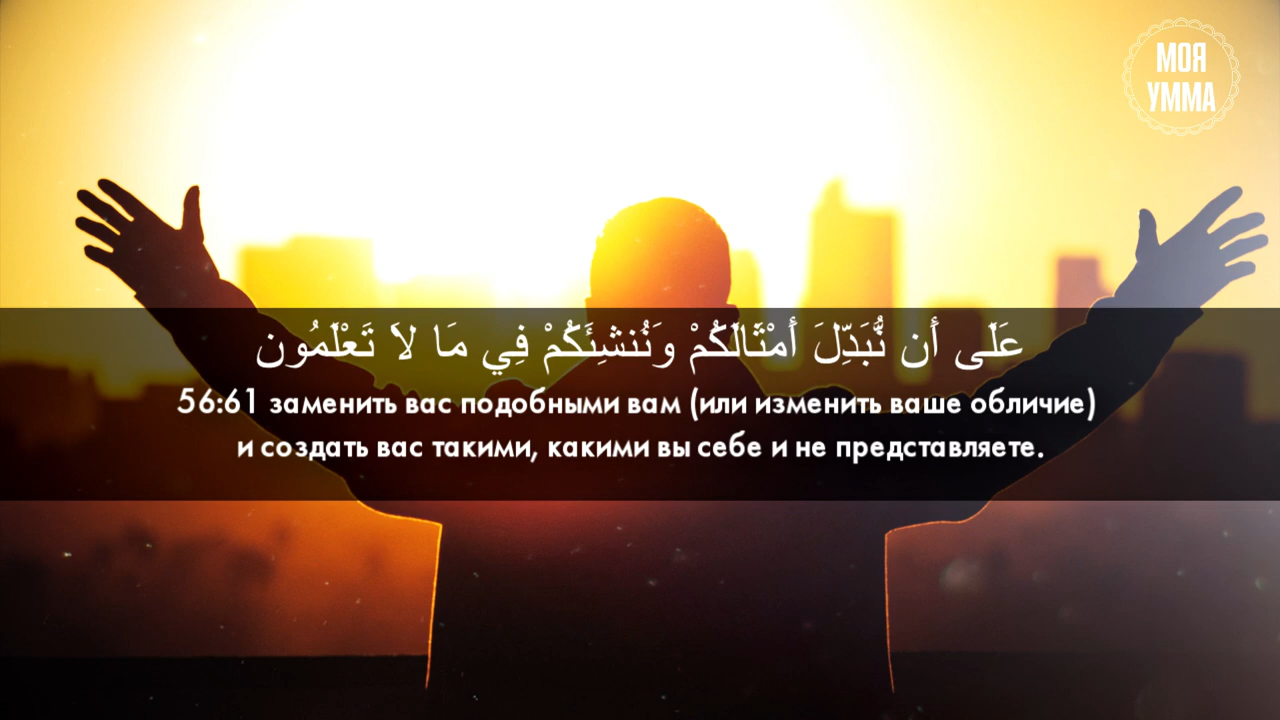 МОЯ
УММА
عَلَى أَن نُّبَدِّلَ أَمْثَالَكُمْ وَنُنشِئَكُمْ فِي مَا لاَ تَعْلَمُون
56:61 заменить вас подобными вам (или изменить ваше обличие)
и создать вас такими, какими вы себе и не представляете.